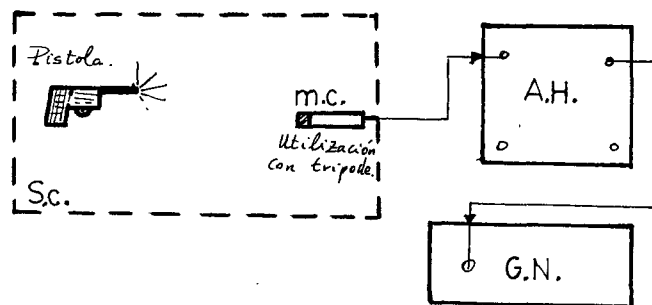 Pistola.
m.c.
Utilización
con trípode.
S.c.
A.H.
G.N.